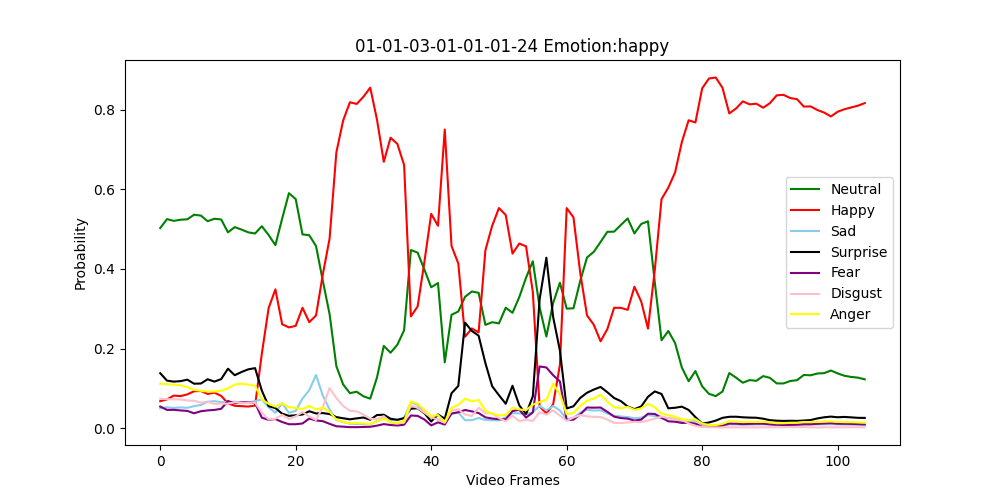 01-01-03-01-01-01-24 Emotion:happy
Probability
0.8
0.6
0.4
0.2
0.0
Neutral
Happy
Sad
Surprise
Fear
Disgust
Anger
0 20 40 60 80 100
Video Frames